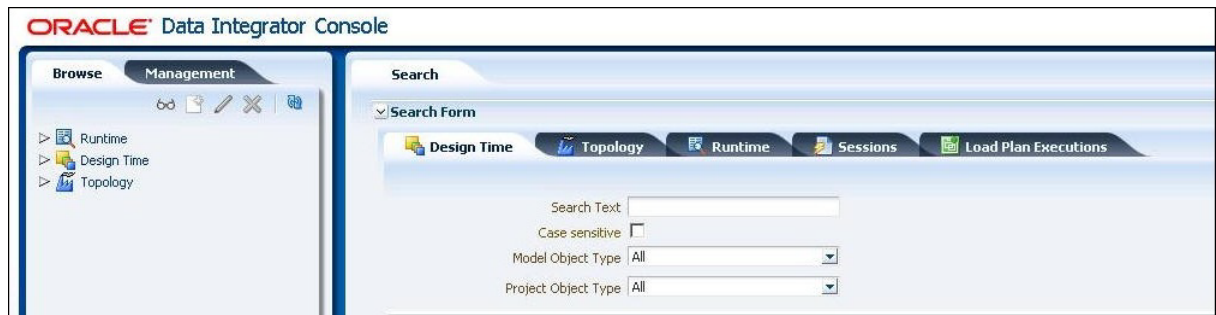 ORACLE Data Integrator Console
Browse Management
Runtime
Design Time
Topology
Search
Search Form
Design Time Topology Runtime Sessions Load Plan Executions
Search Text
Case sensitive
Model Object Type All
Project Object Type All